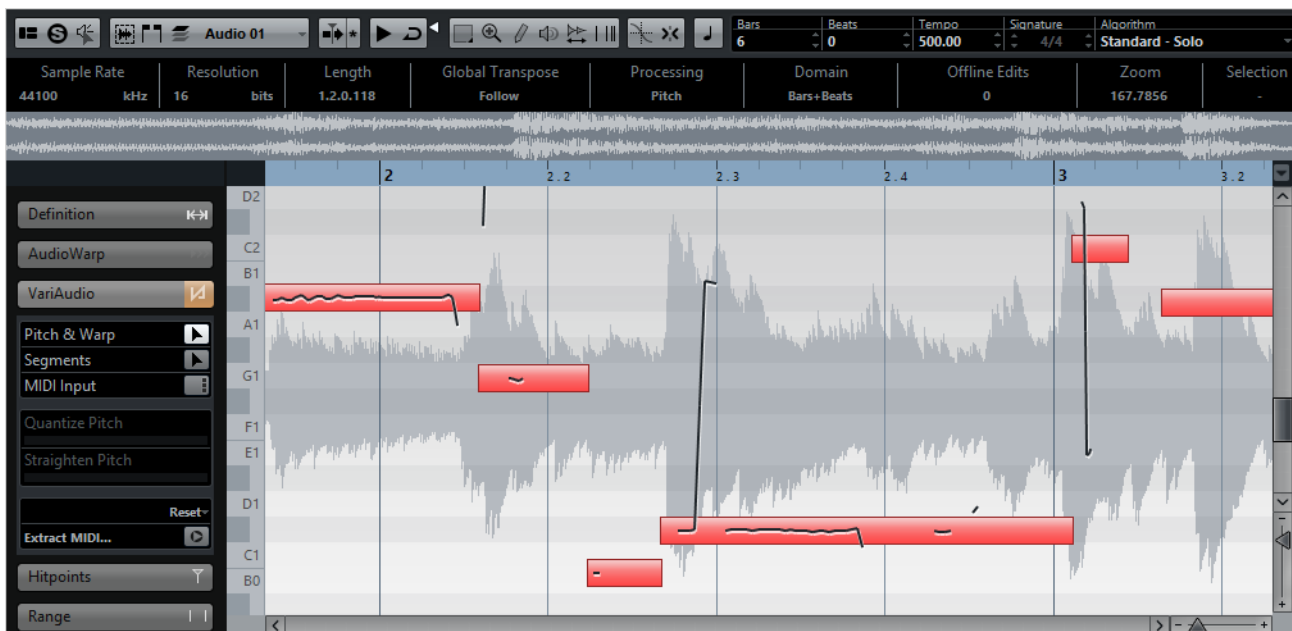 Audio 01
Bars Beats Tempo Signature Algorithm
6 0 500.00 4/4 Standard - Solo
Sample Rate Resolution Length Global Transpose Processing Domain Offline Edits Zoom Selection
44100 kHz 16 bits 1.2.0.118 Follow Pitch Bars+Beats 0 167.7856 -
2 2.2 2.3 2.4 3 3.2
Definition
AudioWarp
VariAudio
Pitch & Warp
Segments
MIDI Input
Quantize Pitch
Straighten Pitch
Reset
Extract MIDI...
Hitpoints
Range
D2
C2
B1
A1
G1
F1
E1
D1
C1
B0